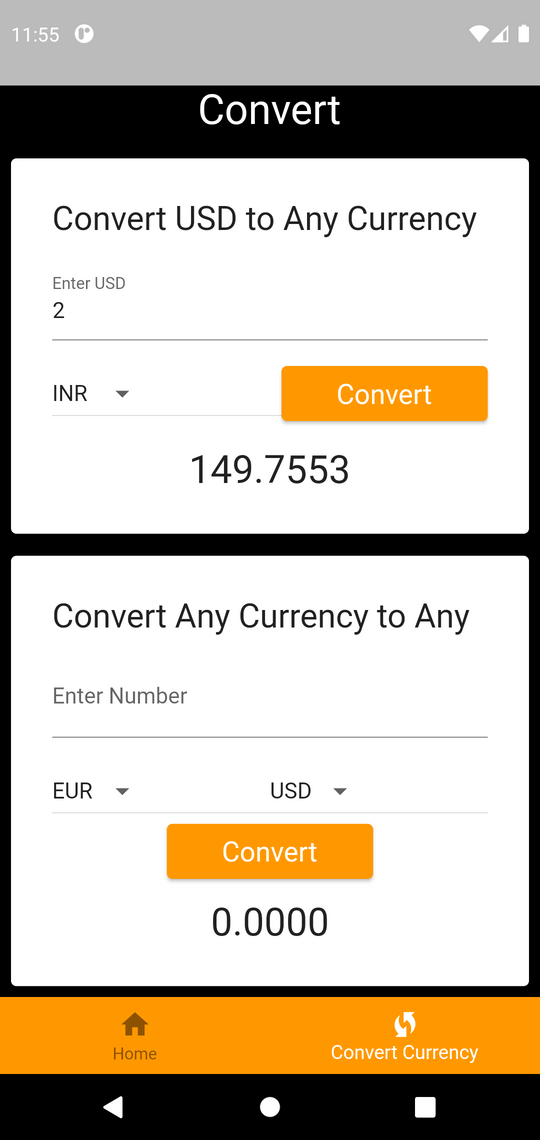 11:55
Convert
Convert USD to Any Currency
Enter USD
2
INR
Convert
149.7553
Convert Any Currency to Any
Enter Number
EUR USD
Convert
0.0000
Home Convert Currency